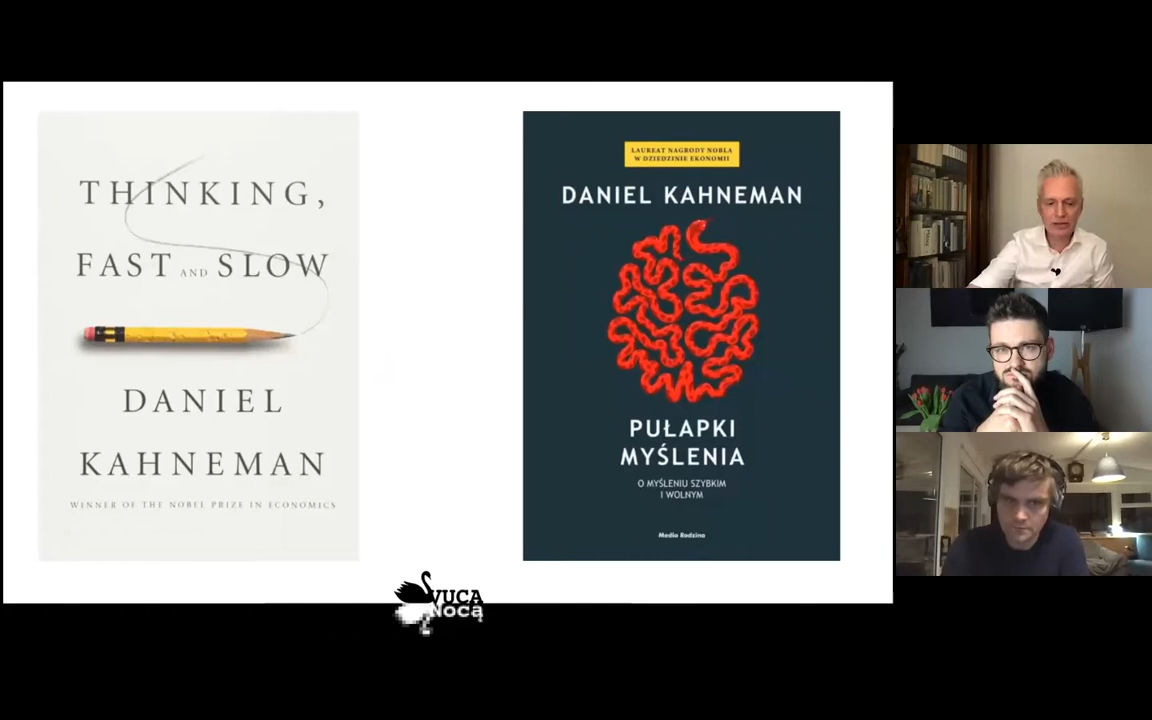 THINKING,
FAST AND SLOW
DANIEL
KAHNEMAN
WINNER OF THE NOBEL PRIZE IN ECONOMICS
LAUREAT NAGRODY NOBLA
W DZIEDZINIE EKONOMII
DANIEL KAHNEMAN
PUŁAPKI
MYŚLENIA
O MYŚLENIU SZYBKIM
I WOLNYM
Media Rodzina
VUCA
Nocą